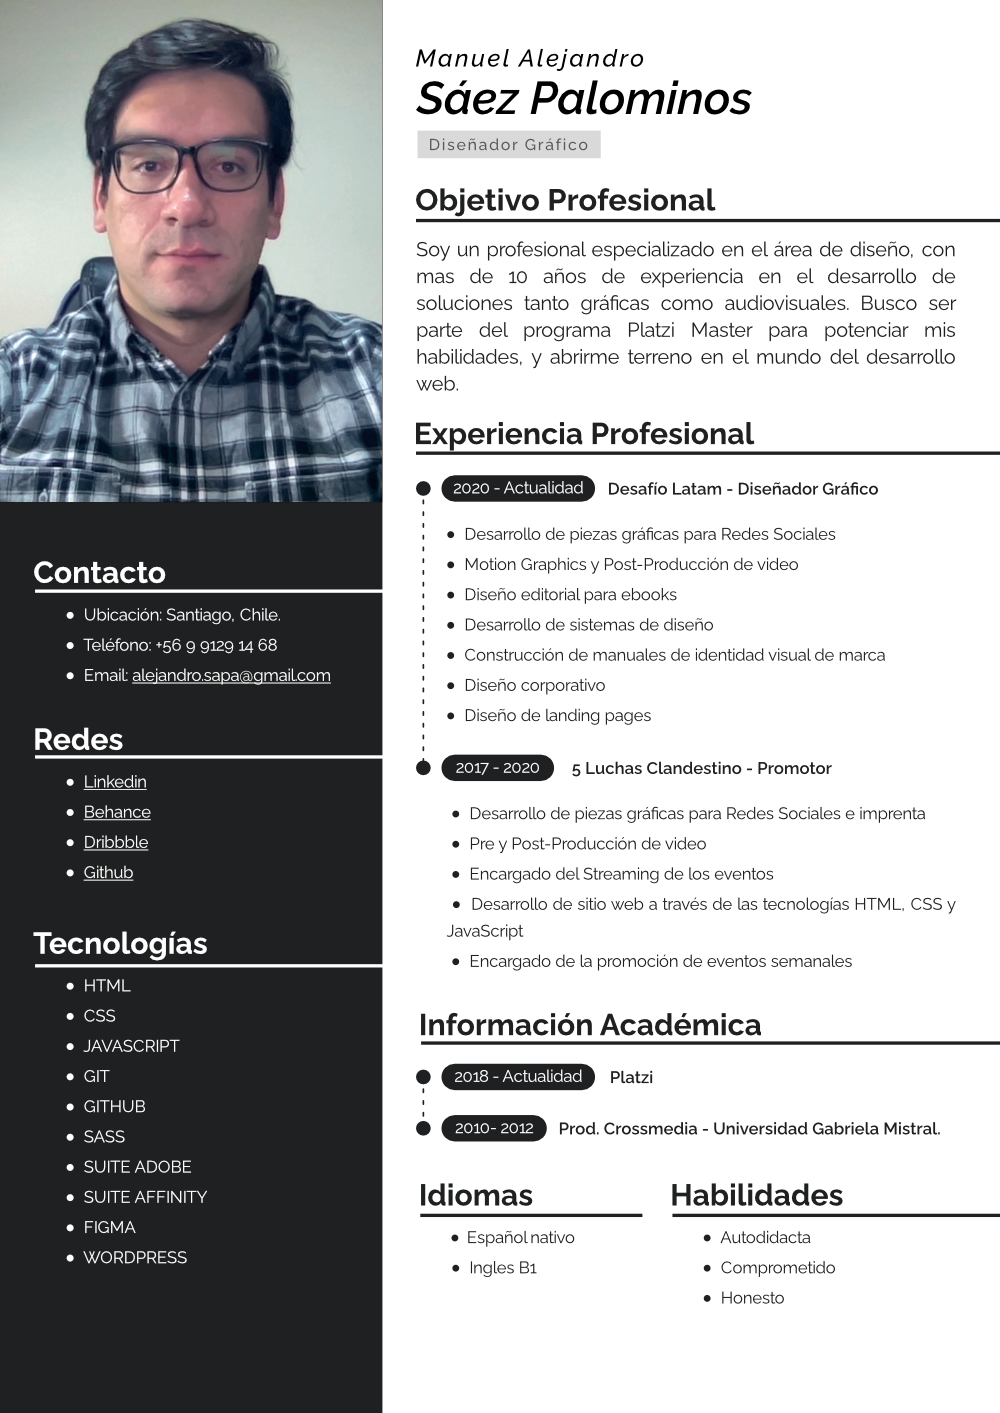 Manuel Alejandro
Sáez Palominos
Diseñador Gráfico
Objetivo Profesional
Soy un profesional especializado en el área de diseño, con
mas de 10 años de experiencia en el desarrollo de
soluciones tanto gráficas como audiovisuales. Busco ser
parte del programa Platzi Master para potenciar mis
habilidades, y abrirme terreno en el mundo del desarrollo
web.
Experiencia Profesional
2020 - Actualidad Desafío Latam - Diseñador Gráfico
● Desarrollo de piezas gráficas para Redes Sociales
● Motion Graphics y Post-Producción de video
● Diseño editorial para ebooks
● Desarrollo de sistemas de diseño
● Construcción de manuales de identidad visual de marca
● Diseño corporativo
● Diseño de landing pages
2017 - 2020 5 Luchas Clandestino - Promotor
● Desarrollo de piezas gráficas para Redes Sociales e imprenta
● Pre y Post-Producción de video
● Encargado del Streaming de los eventos
● Desarrollo de sitio web a través de las tecnologías HTML, CSS y
JavaScript
● Encargado de la promoción de eventos semanales
Información Académica
2018 - Actualidad Platzi
2010- 2012 Prod. Crossmedia - Universidad Gabriela Mistral.
Idiomas
● Español nativo
● Ingles B1
Habilidades
● Autodidacta
● Comprometido
● Honesto
Contacto
● Ubicación: Santiago, Chile.
● Teléfono: +56 9 9129 14 68
● Email: alejandro.sapa@gmail.com
Redes
● Linkedin
● Behance
● Dribbble
● Github
Tecnologías
● HTML
● CSS
● JAVASCRIPT
● GIT
● GITHUB
● SASS
● SUITE ADOBE
● SUITE AFFINITY
● FIGMA
● WORDPRESS